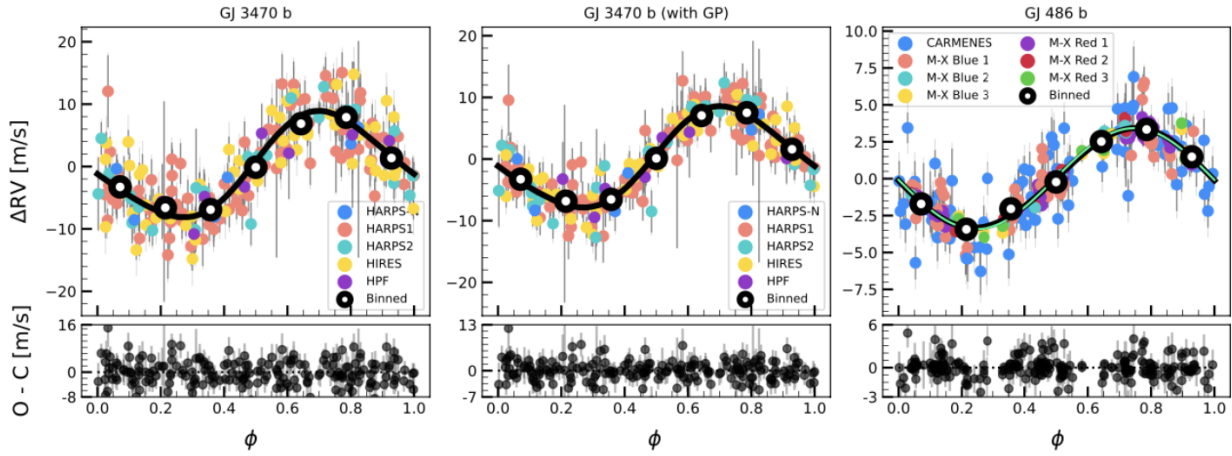 GJ 3470 b
GJ 3470 b (with GP)
GJ 486 b
ΔRV [m/s]
20
10
0
−10
−20
HARPS-N
HARPS1
HARPS2
HIRES
HPF
Binned
20
10
0
−10
−20
HARPS-N
HARPS1
HARPS2
HIRES
HPF
Binned
10.0
7.5
5.0
2.5
0.0
−2.5
−5.0
−7.5
CARMENES
M-X Blue 1
M-X Blue 2
M-X Blue 3
M-X Red 1
M-X Red 2
M-X Red 3
Binned
O - C [m/s]
16
0
−8
13
0
−7
6
0
−3
0.0 0.2 0.4 0.6 0.8 1.0
0.0 0.2 0.4 0.6 0.8 1.0
0.0 0.2 0.4 0.6 0.8 1.0
ϕ
ϕ
ϕ